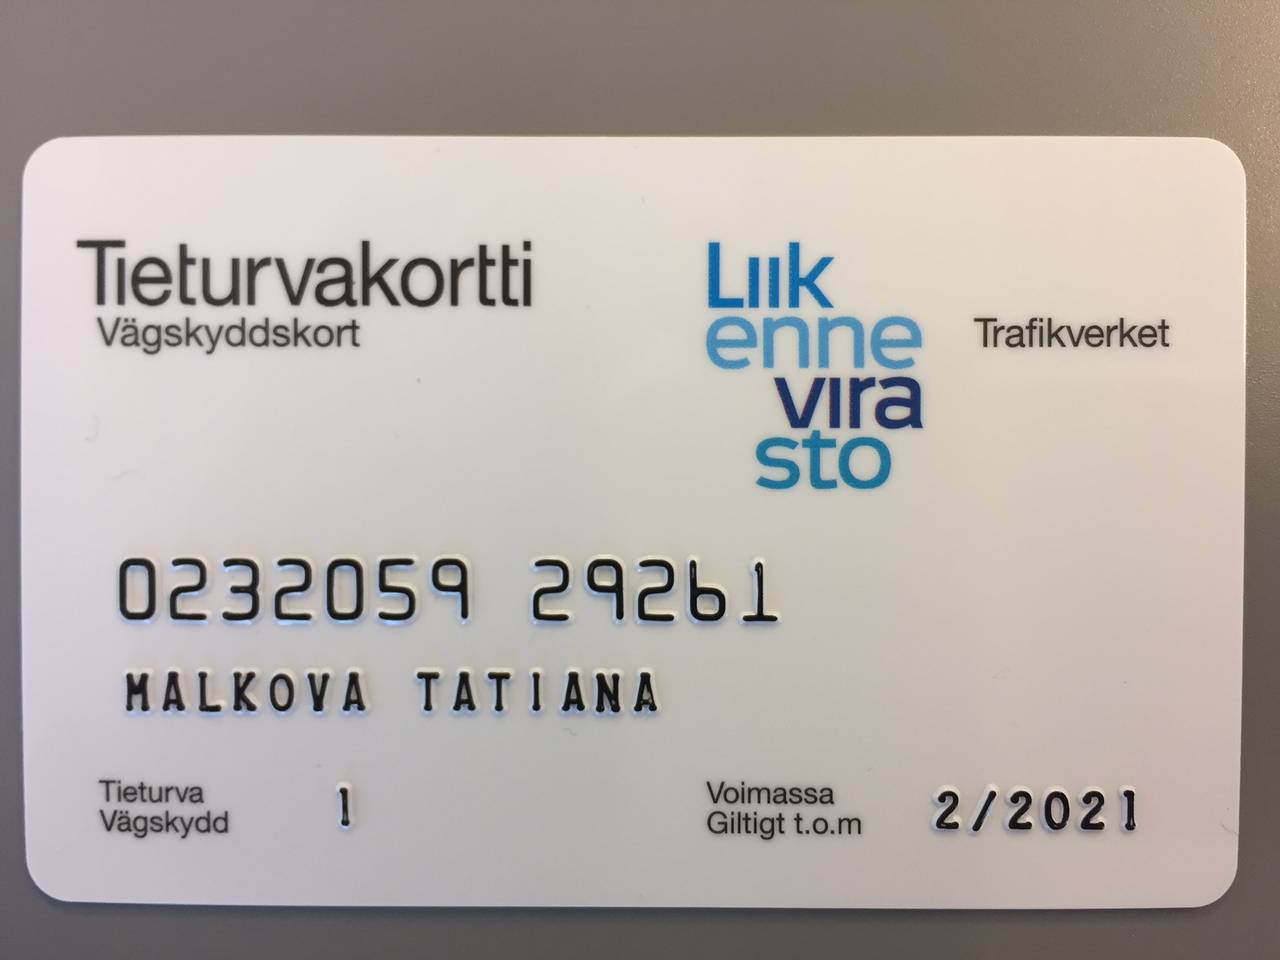 Tieturvakortti
Vägskyddskort
Liik
enne
vira
sto
Trafikverket
0232059 29261
MALKOVA TATIANA
Tieturva 1
Vägskydd
Voimassa 2/2021
Giltigt t.o.m